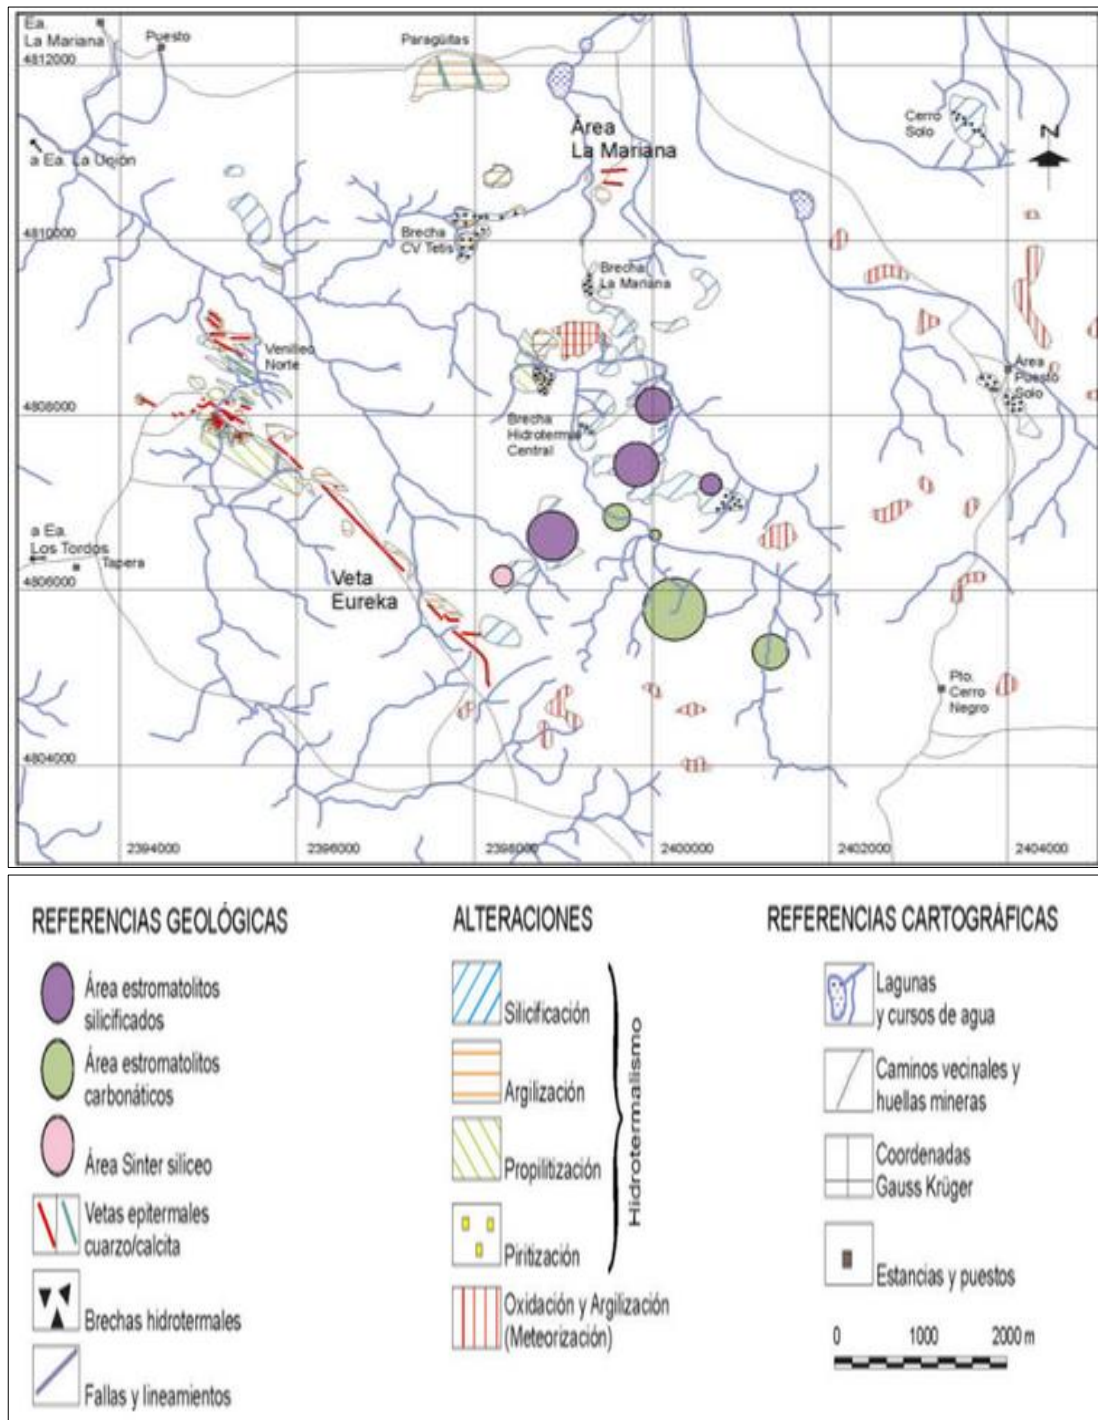 Ea.
La Mariana
Puesto
Paragüitas
4812000
Área
La Mariana
Cerro
Solo
N
a Ea. La Unión
4810000
Brecha
CV Tetis
Brecha
La Mariana
Venilleo
Norte
Área
Puesto
Solo
4808000
Brecha
Hidrotermal
Central
a Ea.
Los Tordos
Tapera
4806000
Veta
Eureka
Pto.
Cerro
Negro
4804000
2394000
2396000
2398000
2400000
2402000
2404000
REFERENCIAS GEOLÓGICAS
Área estromatolitos
silicificados
Área estromatolitos
carbonáticos
Área Sinter silíceo
Vetas epitermales
cuarzo/calcita
Brechas hidrotermales
Fallas y lineamientos
ALTERACIONES
Silicificación
Argilización
Propilitización
Piritización
Hidrotermalismo
Oxidación y Argilización
(Meteorización)
REFERENCIAS CARTOGRÁFICAS
Lagunas
y cursos de agua
Caminos vecinales y
huellas mineras
Coordenadas
Gauss Krüger
Estancias y puestos
0 1000 2000 m